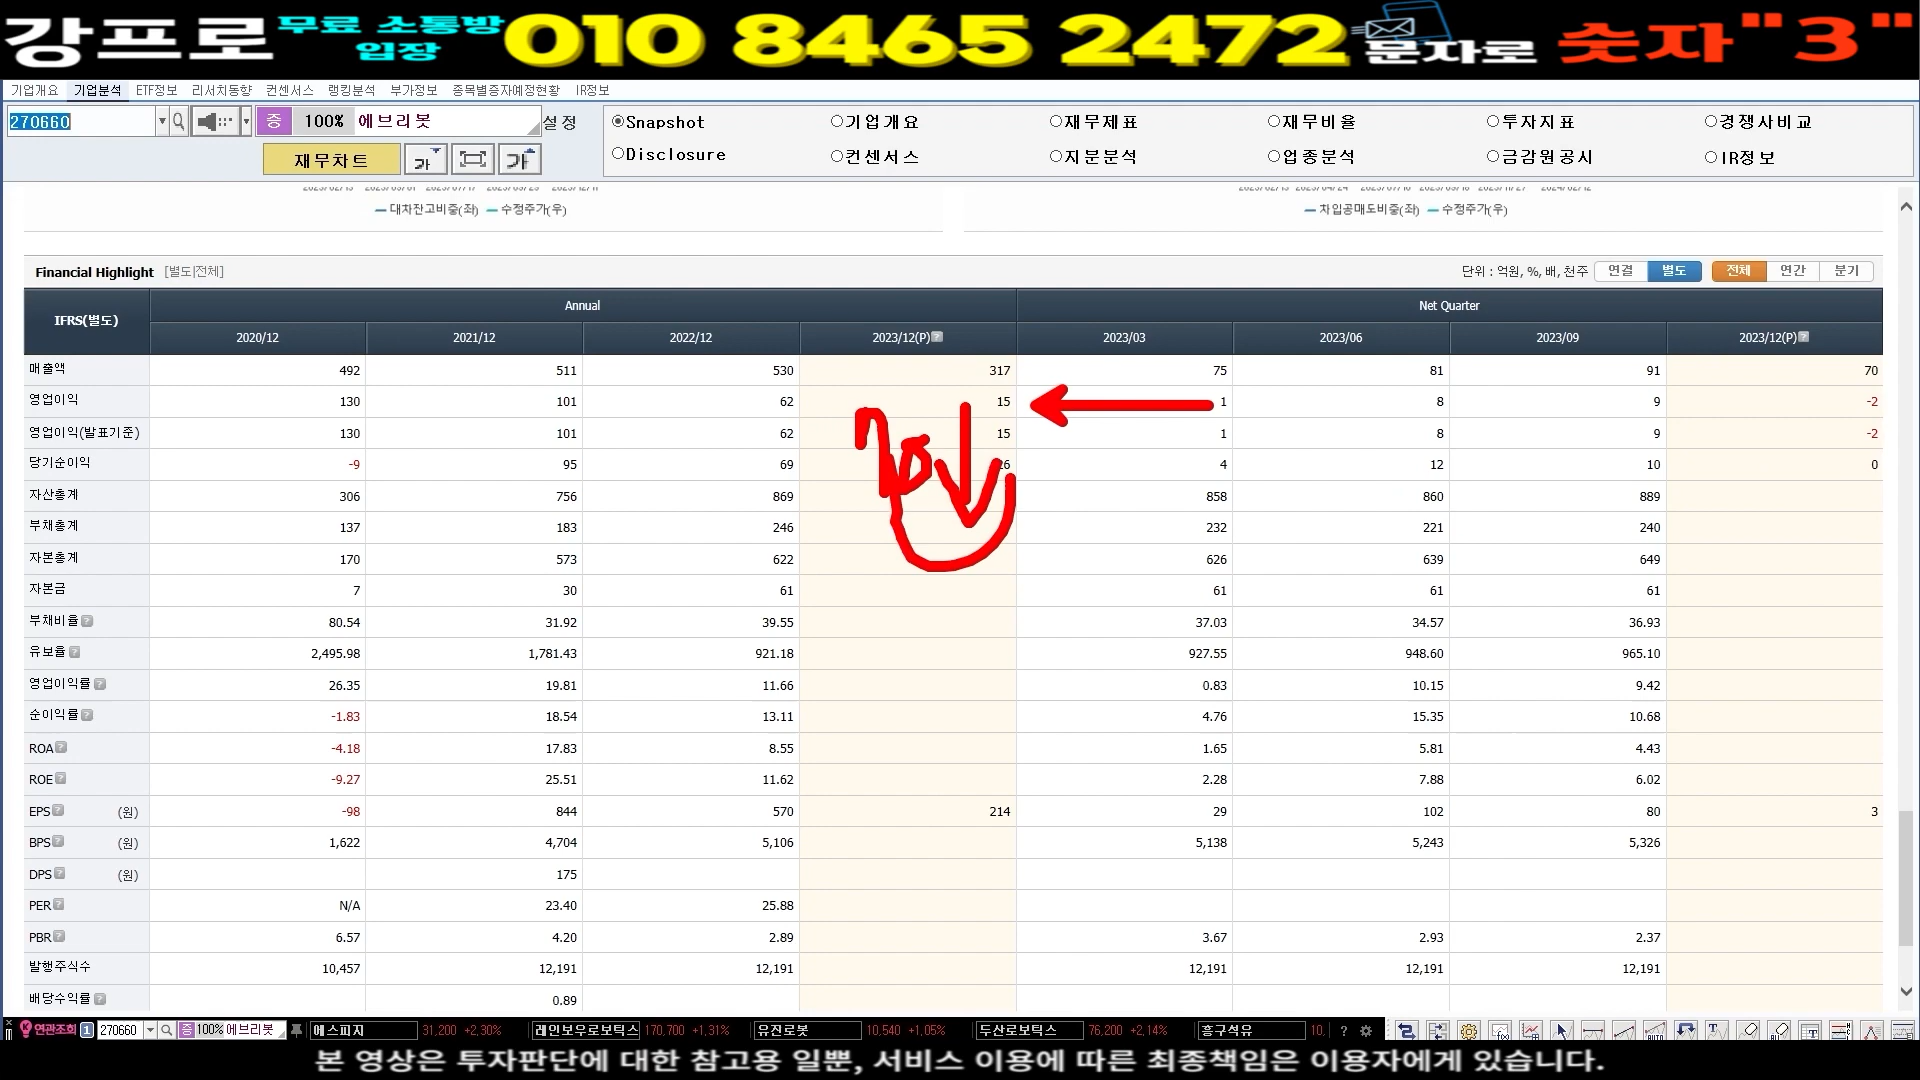 강프로 무료 소통방 입장 010 8465 2472 문자로 숫자"3"
기업개요 기업분석 ETF정보 리서치동향 컨센서스 랭킹분석 부가정보 종목별증자예정현황 IR정보
270660 증 100% 에브리봇 설정
Snapshot 기업개요 재무제표 재무비율 투자지표 경쟁사비교
재무차트 가 가
Disclosure 컨센서스 지분분석 업종분석 금감원공시 IR정보
대차잔고비중(좌) 수정주가(우) 차입공매도비중(좌) 수정주가(우)
Financial Highlight [별도|전체] 단위 : 억원, %, 배, 천주 연결 별도 전체 연간 분기
IFRS(별도) Annual Net Quarter
2020/12 2021/12 2022/12 2023/12(P) 2023/03 2023/06 2023/09 2023/12(P)
매출액 492 511 530 317 75 81 91 70
영업이익 130 101 62 15 1 8 9 -2
영업이익(발표기준) 130 101 62 15 1 8 9 -2
당기순이익 -9 95 69 26 4 12 10 0
자산총계 306 756 869 858 860 889
부채총계 137 183 246 232 221 240
자본총계 170 573 622 626 639 649
자본금 7 30 61 61 61 61
부채비율 80.54 31.92 39.55 37.03 34.57 36.93
유보율 2,495.98 1,781.43 921.18 927.55 948.60 965.10
영업이익률 26.35 19.81 11.66 0.83 10.15 9.42
순이익률 -1.83 18.54 13.11 4.76 15.35 10.68
ROA -4.18 17.83 8.55 1.65 5.81 4.43
ROE -9.27 25.51 11.62 2.28 7.88 6.02
EPS (원) -98 844 570 214 29 102 80 3
BPS (원) 1,622 4,704 5,106 5,138 5,243 5,326
DPS (원) 175
PER N/A 23.40 25.88
PBR 6.57 4.20 2.89 3.67 2.93 2.37
발행주식수 10,457 12,191 12,191 12,191 12,191 12,191
배당수익률 0.89
연관조회 1 270660 증 100% 에브리봇 에스피지 31,200 +2,30% 레인보우로보틱스 170,700 +1,31% 유진로봇 10,540 +1,05% 두산로보틱스 76,200 +2,14% 흥구석유 10,
본 영상은 투자판단에 대한 참고용 일뿐, 서비스 이용에 따른 최종책임은 이용자에게 있습니다.